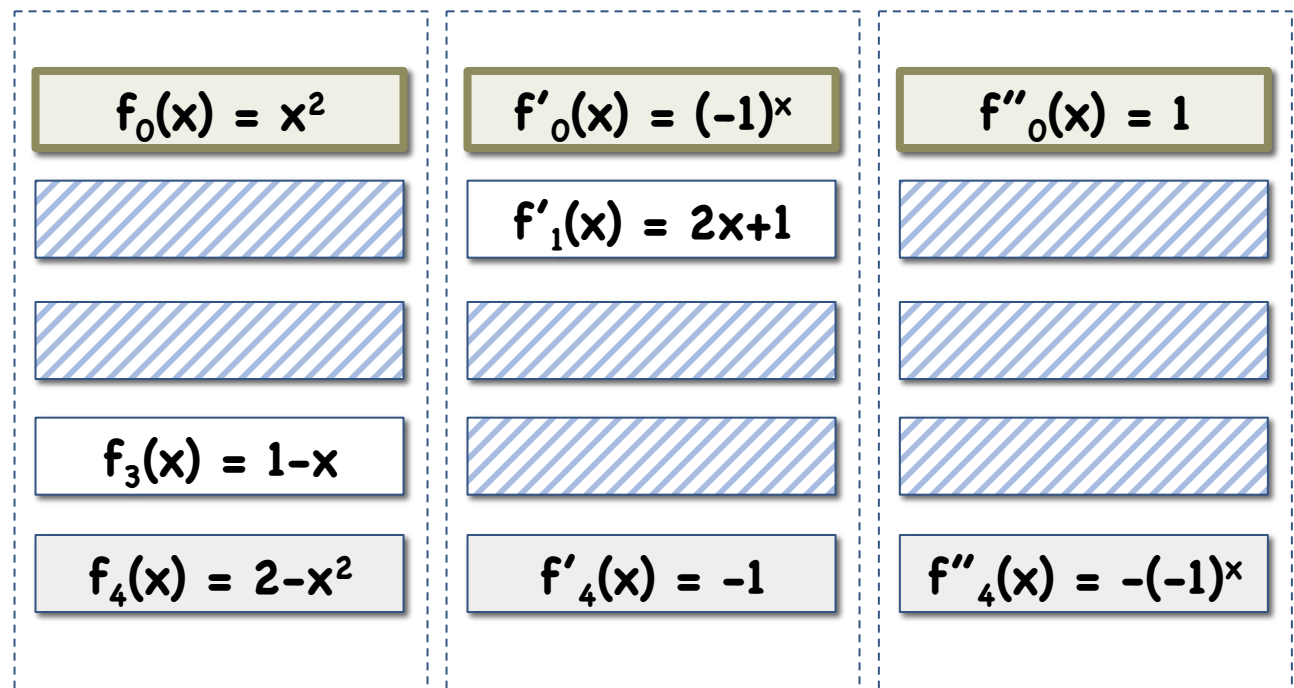 f₀(x) = x²
f′₀(x) = (-1)ˣ
f″₀(x) = 1
f′₁(x) = 2x+1
f₃(x) = 1-x
f₄(x) = 2-x²
f′₄(x) = -1
f″₄(x) = -(-1)ˣ